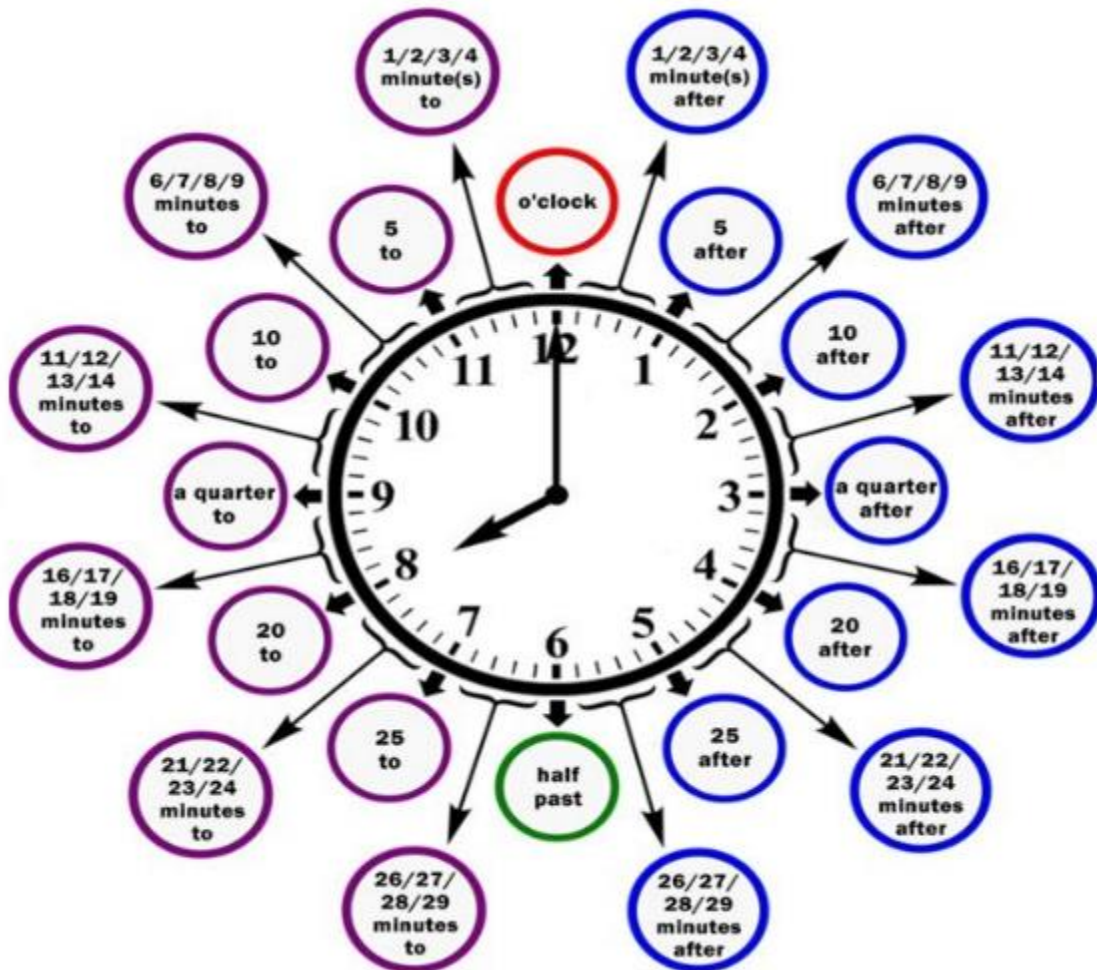 1/2/3/4
minute(s)
to
1/2/3/4
minute(s)
after
6/7/8/9
minutes
to
5
to
o'clock
5
after
6/7/8/9
minutes
after
10
to
10
after
11/12/
13/14
minutes
to
11/12/
13/14
minutes
after
a quarter
to
a quarter
after
16/17/
18/19
minutes
to
16/17/
18/19
minutes
after
20
to
20
after
21/22/
23/24
minutes
to
25
to
half
past
25
after
21/22/
23/24
minutes
after
26/27/
28/29
minutes
to
26/27/
28/29
minutes
after
12
1
2
3
4
5
6
7
8
9
10
11